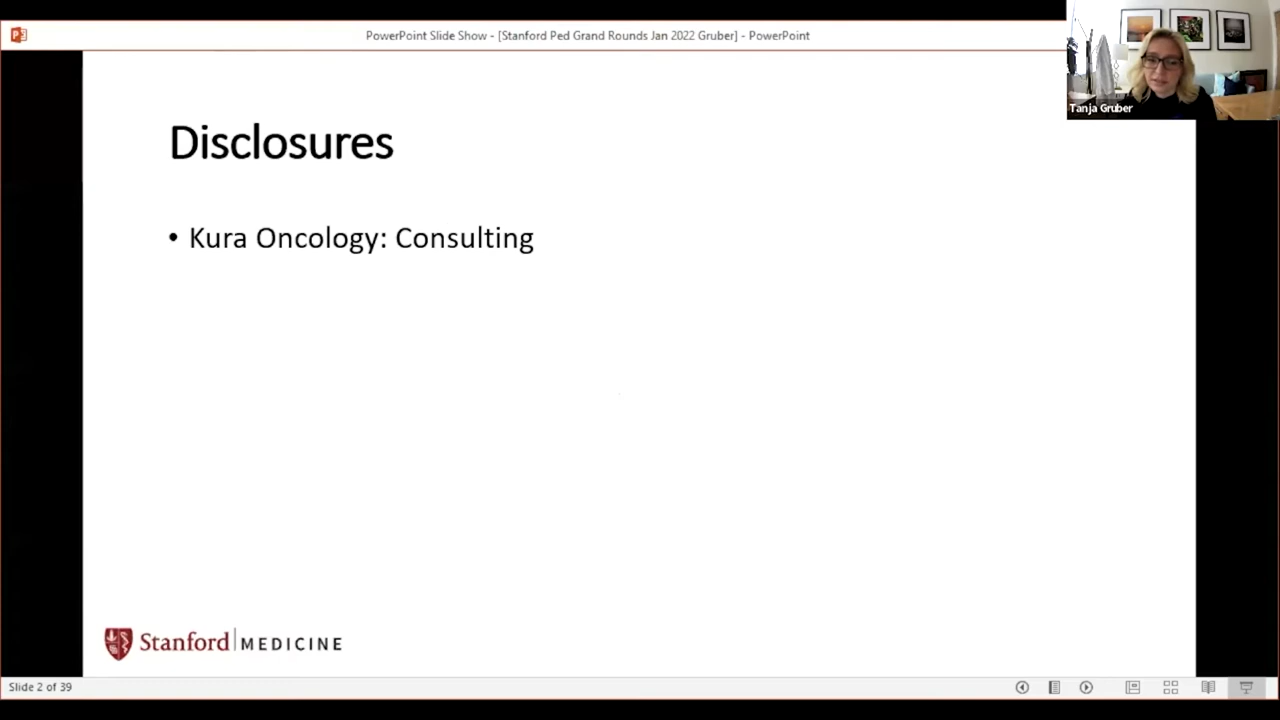 PowerPoint Slide Show - [Stanford Ped Grand Rounds Jan 2022 Gruber] - PowerPoint
Tanja Gruber
Disclosures
• Kura Oncology: Consulting
Stanford MEDICINE
Slide 2 of 39